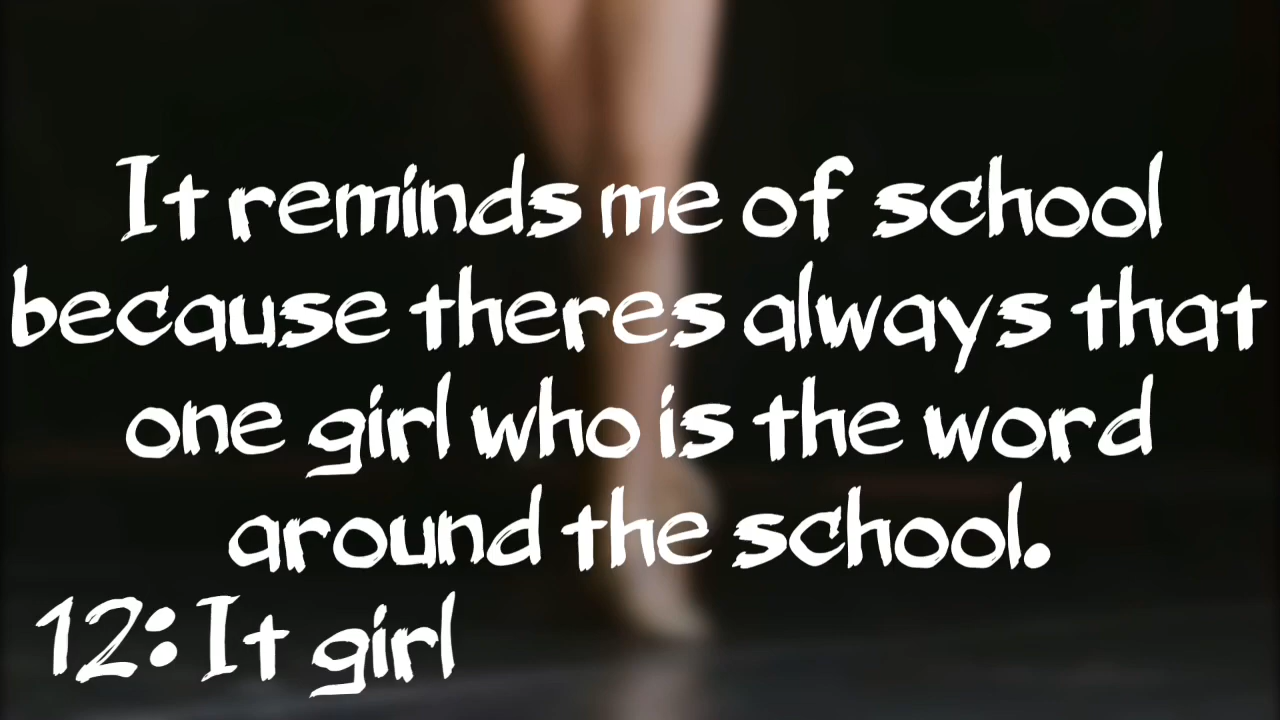 It reminds me of school
because theres always that
one girl who is the word
around the school.
12: It girl